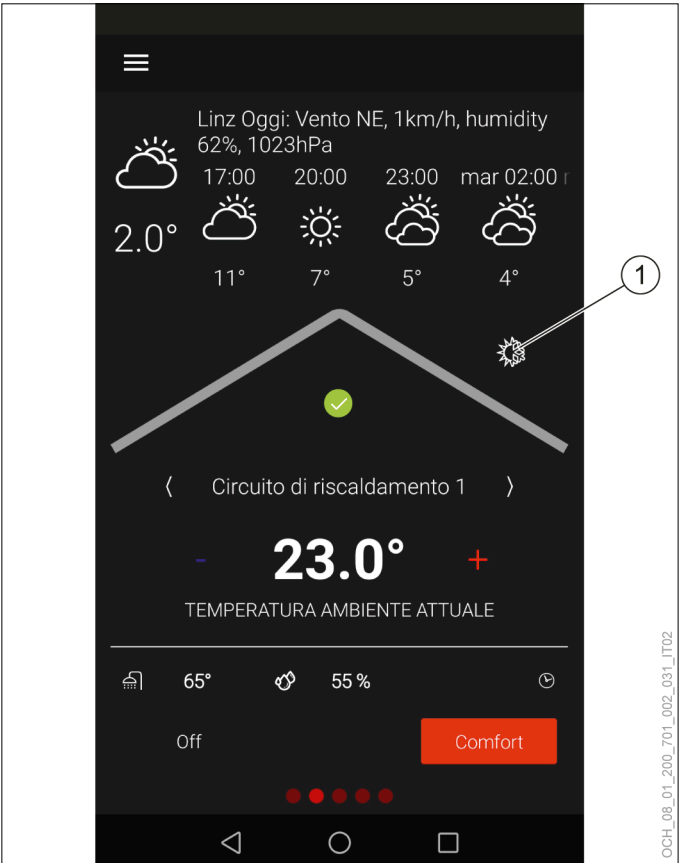 Linz Oggi: Vento NE, 1km/h, humidity
62%, 1023hPa
17:00 20:00 23:00 mar 02:00
2.0°
11° 7° 5° 4°
1
Circuito di riscaldamento 1
- 23.0° +
TEMPERATURA AMBIENTE ATTUALE
65° 55 %
Off Comfort
OCH_08_01_200_701_002_031_IT02